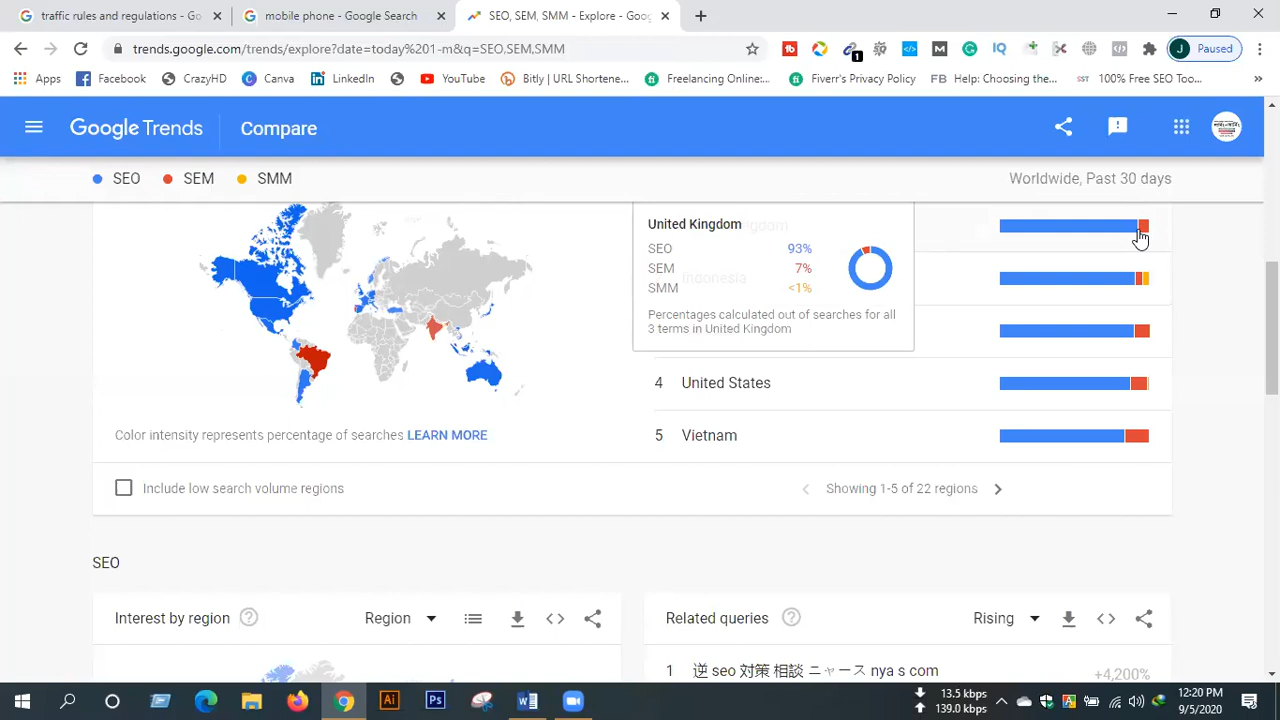 traffic rules and regulations - Go
mobile phone - Google Search
SEO, SEM, SMM - Explore - Goog
trends.google.com/trends/explore?date=today%201-m&q=SEO,SEM,SMM
J Paused
Apps
Facebook
CrazyHD
Canva
LinkedIn
YouTube
Bitly | URL Shortene...
Freelancing Online:...
Fiverr's Privacy Policy
FB Help: Choosing the...
SST 100% Free SEO Too...
Google Trends
Compare
SEO
SEM
SMM
Worldwide, Past 30 days
United Kingdom
SEO 93%
SEM 7%
SMM <1%
Percentages calculated out of searches for all
3 terms in United Kingdom
Indonesia
4 United States
5 Vietnam
Color intensity represents percentage of searches LEARN MORE
Include low search volume regions
Showing 1-5 of 22 regions
SEO
Interest by region
Region
Related queries
Rising
1 逆 seo 対策 相談 ニャース nya s com
+4,200%
13.5 kbps
139.0 kbps
12:20 PM
9/5/2020